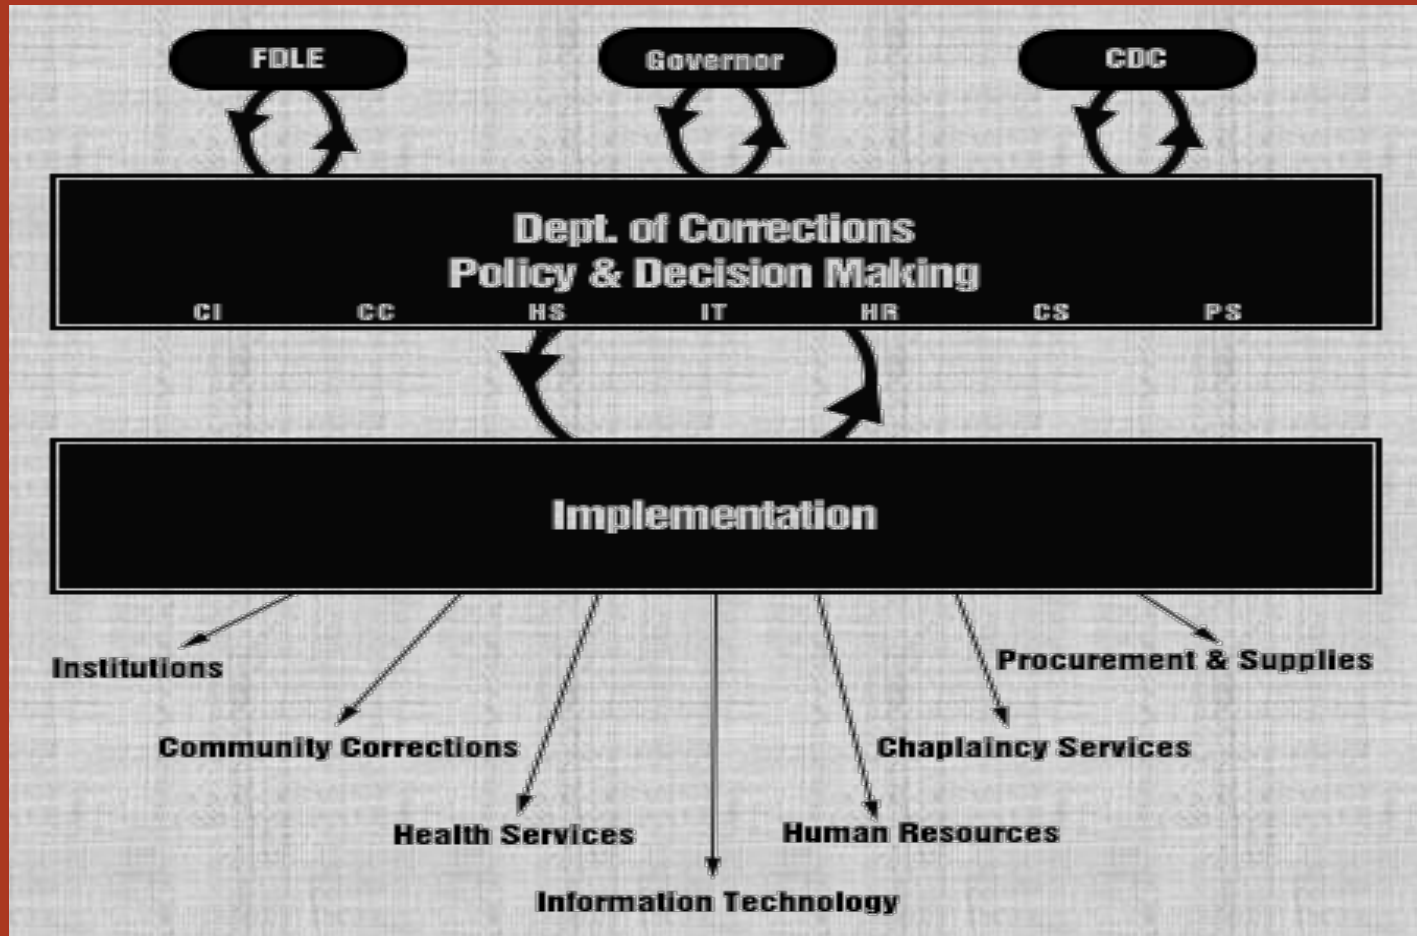 FDLE
Governor
CDC
Dept. of Corrections
Policy & Decision Making
CI CC HS IT HR CS PS
Implementation
Institutions
Procurement & Supplies
Community Corrections
Chaplaincy Services
Health Services
Human Resources
Information Technology